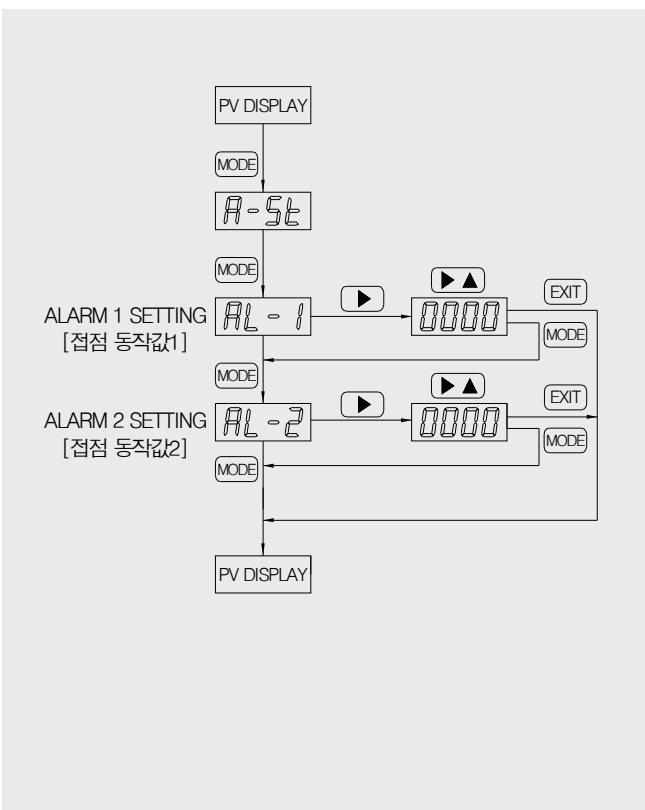 PV DISPLAY
MODE
A-St
MODE
▶ ▲
EXIT
ALARM 1 SETTING
[접점 동작값1]
AL-1
▶
0000
MODE
MODE
▶ ▲
EXIT
ALARM 2 SETTING
[접점 동작값2]
AL-2
▶
0000
MODE
MODE
PV DISPLAY